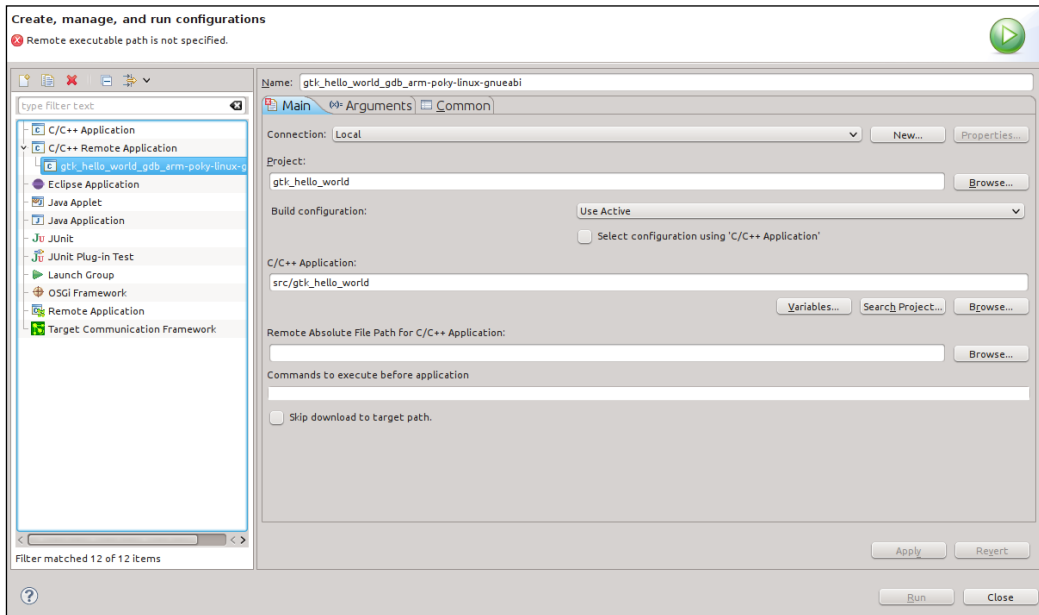 Create, manage, and run configurations
Remote executable path is not specified.
type filter text
C/C++ Application
C/C++ Remote Application
gtk_hello_world_gdb_arm-poky-linux-g
Eclipse Application
Java Applet
Java Application
JUnit
JUnit Plug-in Test
Launch Group
OSGi Framework
Remote Application
Target Communication Framework
Filter matched 12 of 12 items
Name: gtk_hello_world_gdb_arm-poky-linux-gnueabi
Main (x)= Arguments Common
Connection: Local New... Properties...
Project:
gtk_hello_world Browse...
Build configuration: Use Active
Select configuration using 'C/C++ Application'
C/C++ Application:
src/gtk_hello_world
Variables... Search Project... Browse...
Remote Absolute File Path for C/C++ Application:
Browse...
Commands to execute before application
Skip download to target path.
Apply Revert
Run Close